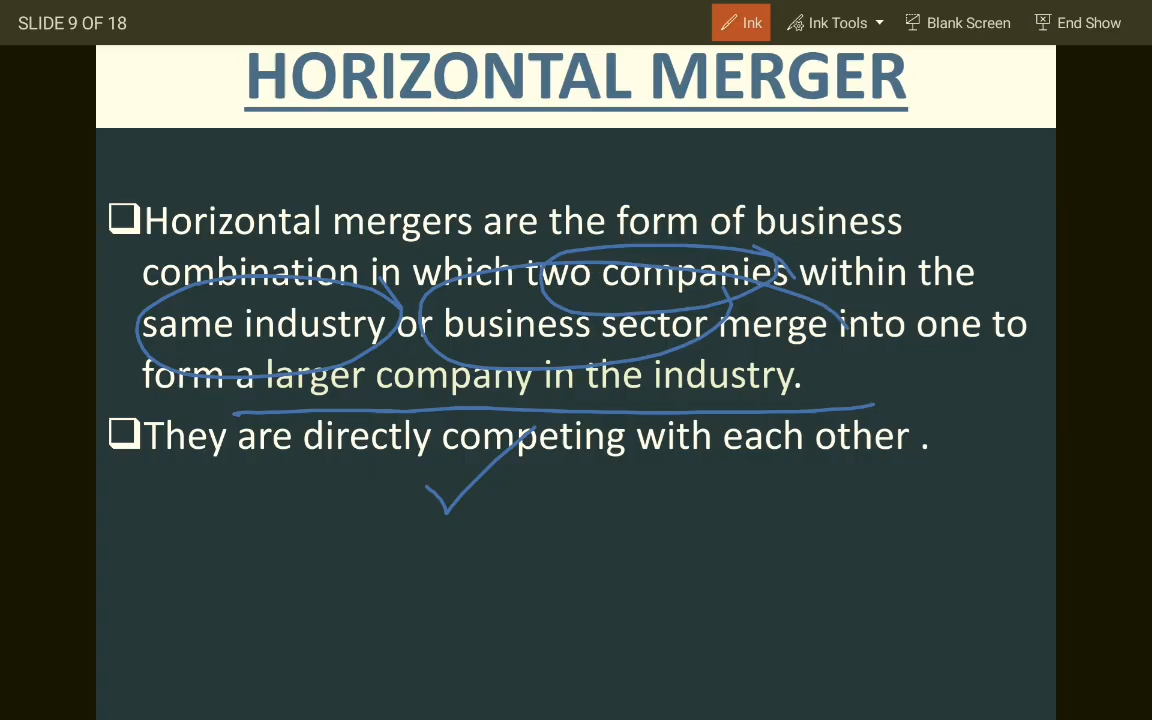 SLIDE 9 OF 18
Ink
Ink Tools
Blank Screen
End Show
HORIZONTAL MERGER
❑Horizontal mergers are the form of business
combination in which two companies within the
same industry or business sector merge into one to
form a larger company in the industry.
❑They are directly competing with each other .